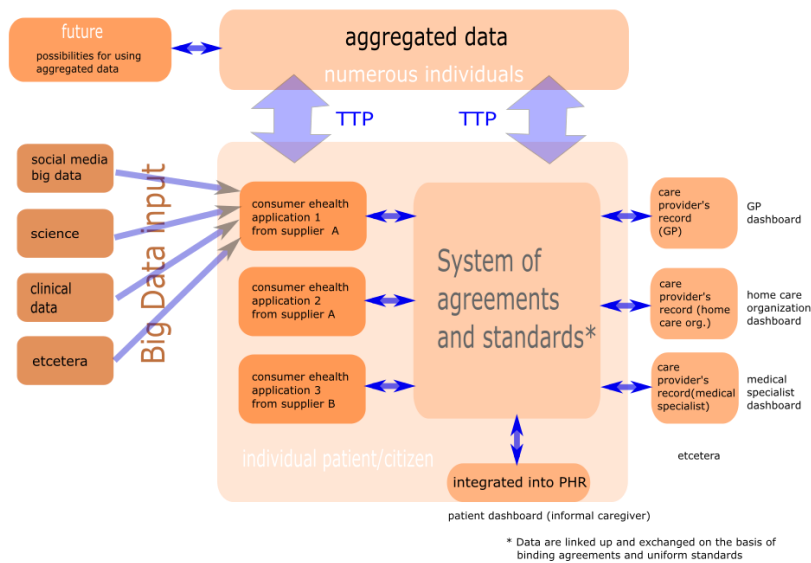 future
possibilities for using
aggregated data
aggregated data
numerous individuals
TTP
TTP
social media
big data
science
clinical
data
etcetera
Big Data input
consumer ehealth
application 1
from supplier A
consumer ehealth
application 2
from supplier A
consumer ehealth
application 3
from supplier B
System of
agreements
and standards*
individual patient/citizen
care
provider's
record
(GP)
GP
dashboard
care
provider's
record (home
care org.)
home care
organization
dashboard
care
provider's
record(medical
specialist)
medical
specialist
dashboard
etcetera
integrated into PHR
patient dashboard (informal caregiver)
* Data are linked up and exchanged on the basis of
binding agreements and uniform standards